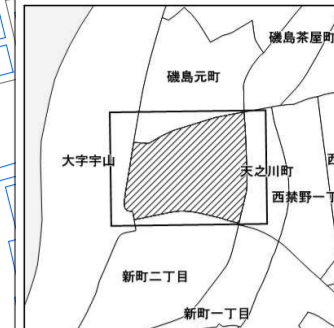 磯島茶屋町
磯島元町
大字宇山
天之川町
西禁野一丁
西
新町二丁目
新町一丁目